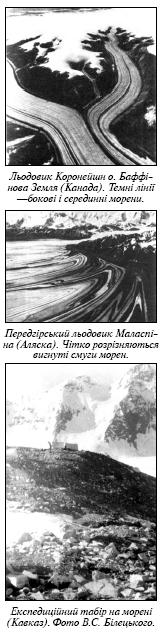 Льодовик Коронейшн о. Баффі-
нова Земля (Канада). Темні лінії
—бокові і серединні морени.
Передгірський льодовик Маласпі-
на (Аляска). Чітко розрізняються
вигнуті смуги морен.
Експедиційний табір на морені
(Кавказ). Фото В.С. Білецького.